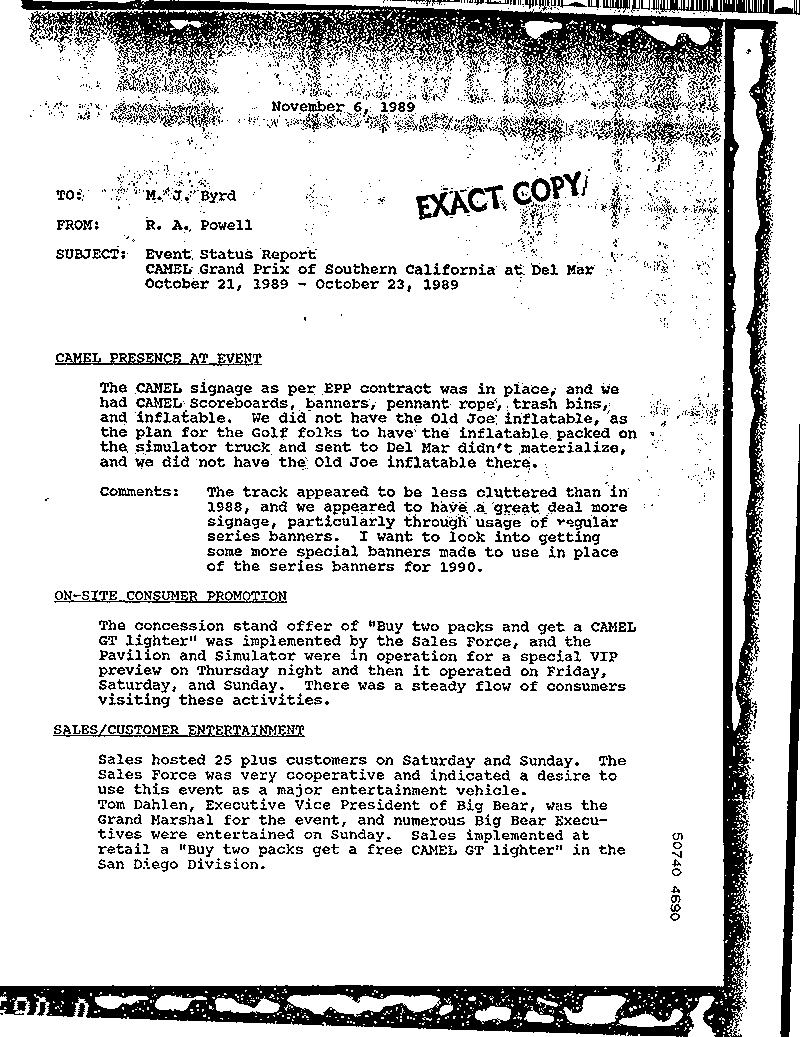 November 6, 1989
EXACT COPY
TO: M. J. Byrd
FROM: R. A. Powell
SUBJECT: Event Status Report
CAMEL Grand Prix of Southern California at Del Mar
October 21, 1989 - October 23, 1989
CAMEL PRESENCE AT EVENT
The CAMEL signage as per EPP contract was in place, and we
had CAMEL Scoreboards, banners, pennant rope, trash bins,
and inflatable. We did not have the Old Joe inflatable, as
the plan for the Golf folks to have the inflatable packed on
the simulator truck and sent to Del Mar didn't materialize,
and we did not have the Old Joe inflatable there.
Comments: The track appeared to be less cluttered than in
1988, and we appeared to have a great deal more
signage, particularly through usage of regular
series banners. I want to look into getting
some more special banners made to use in place
of the series banners for 1990.
ON-SITE CONSUMER PROMOTION
The concession stand offer of "Buy two packs and get a CAMEL
GT lighter" was implemented by the Sales Force, and the
Pavilion and Simulator were in operation for a special VIP
preview on Thursday night and then it operated on Friday,
Saturday, and Sunday. There was a steady flow of consumers
visiting these activities.
SALES/CUSTOMER ENTERTAINMENT
Sales hosted 25 plus customers on Saturday and Sunday. The
Sales Force was very cooperative and indicated a desire to
use this event as a major entertainment vehicle.
Tom Dahlen, Executive Vice President of Big Bear, was the
Grand Marshal for the event, and numerous Big Bear Execu-
tives were entertained on Sunday. Sales implemented at
retail a "Buy two packs get a free CAMEL GT lighter" in the
San Diego Division.
50740 4690